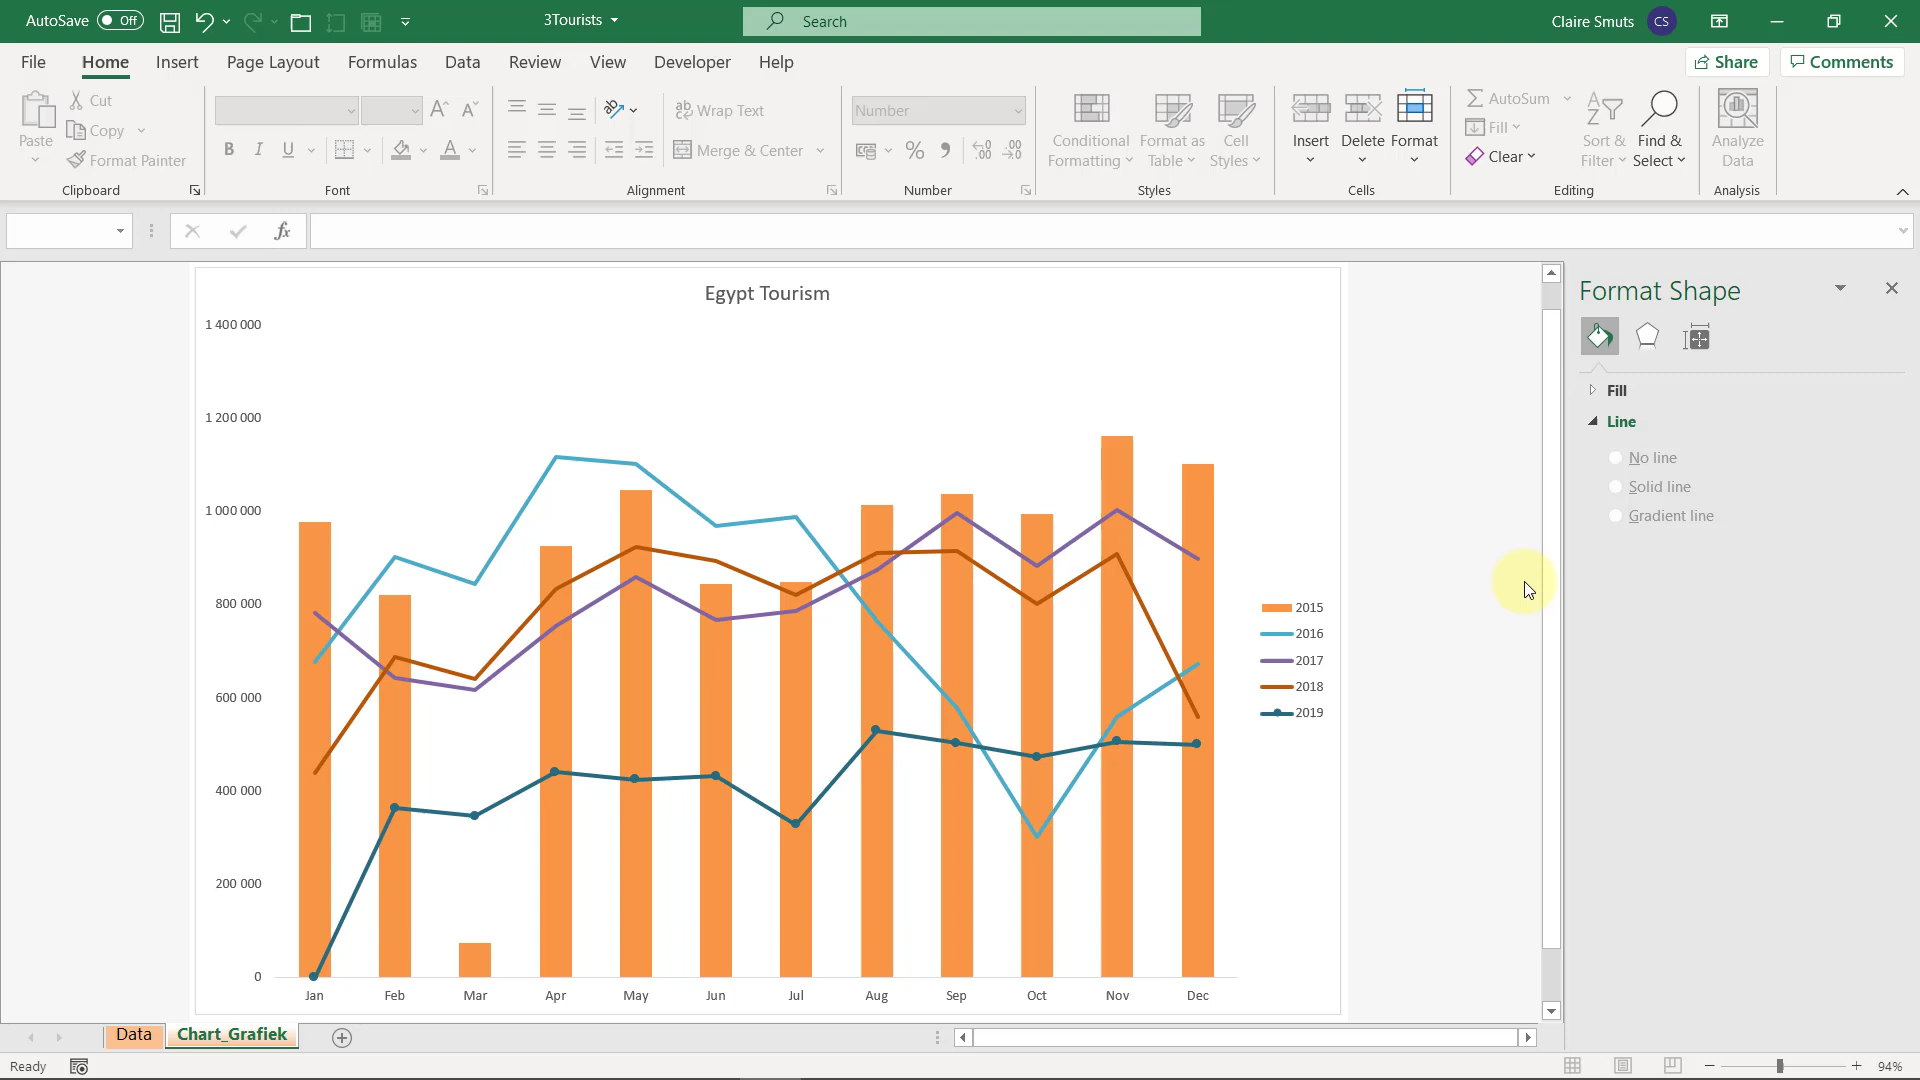 AutoSave Off 3Tourists Search Claire Smuts CS
File Home Insert Page Layout Formulas Data Review View Developer Help Share Comments
Paste
Cut
Copy
Format Painter
Clipboard
B I U A
Font
ab Wrap Text
Merge & Center
Alignment
Number
%
Number
Conditional Formatting
Format as Table
Cell Styles
Styles
Insert Delete Format
Cells
AutoSum
Fill
Clear
Sort & Filter
Find & Select
Editing
Analyze Data
Analysis
fx
Egypt Tourism
1 400 000
1 200 000
1 000 000
800 000
600 000
400 000
200 000
0
Jan Feb Mar Apr May Jun Jul Aug Sep Oct Nov Dec
2015
2016
2017
2018
2019
Format Shape
Fill
Line
No line
Solid line
Gradient line
Data Chart_Grafiek
Ready 94%